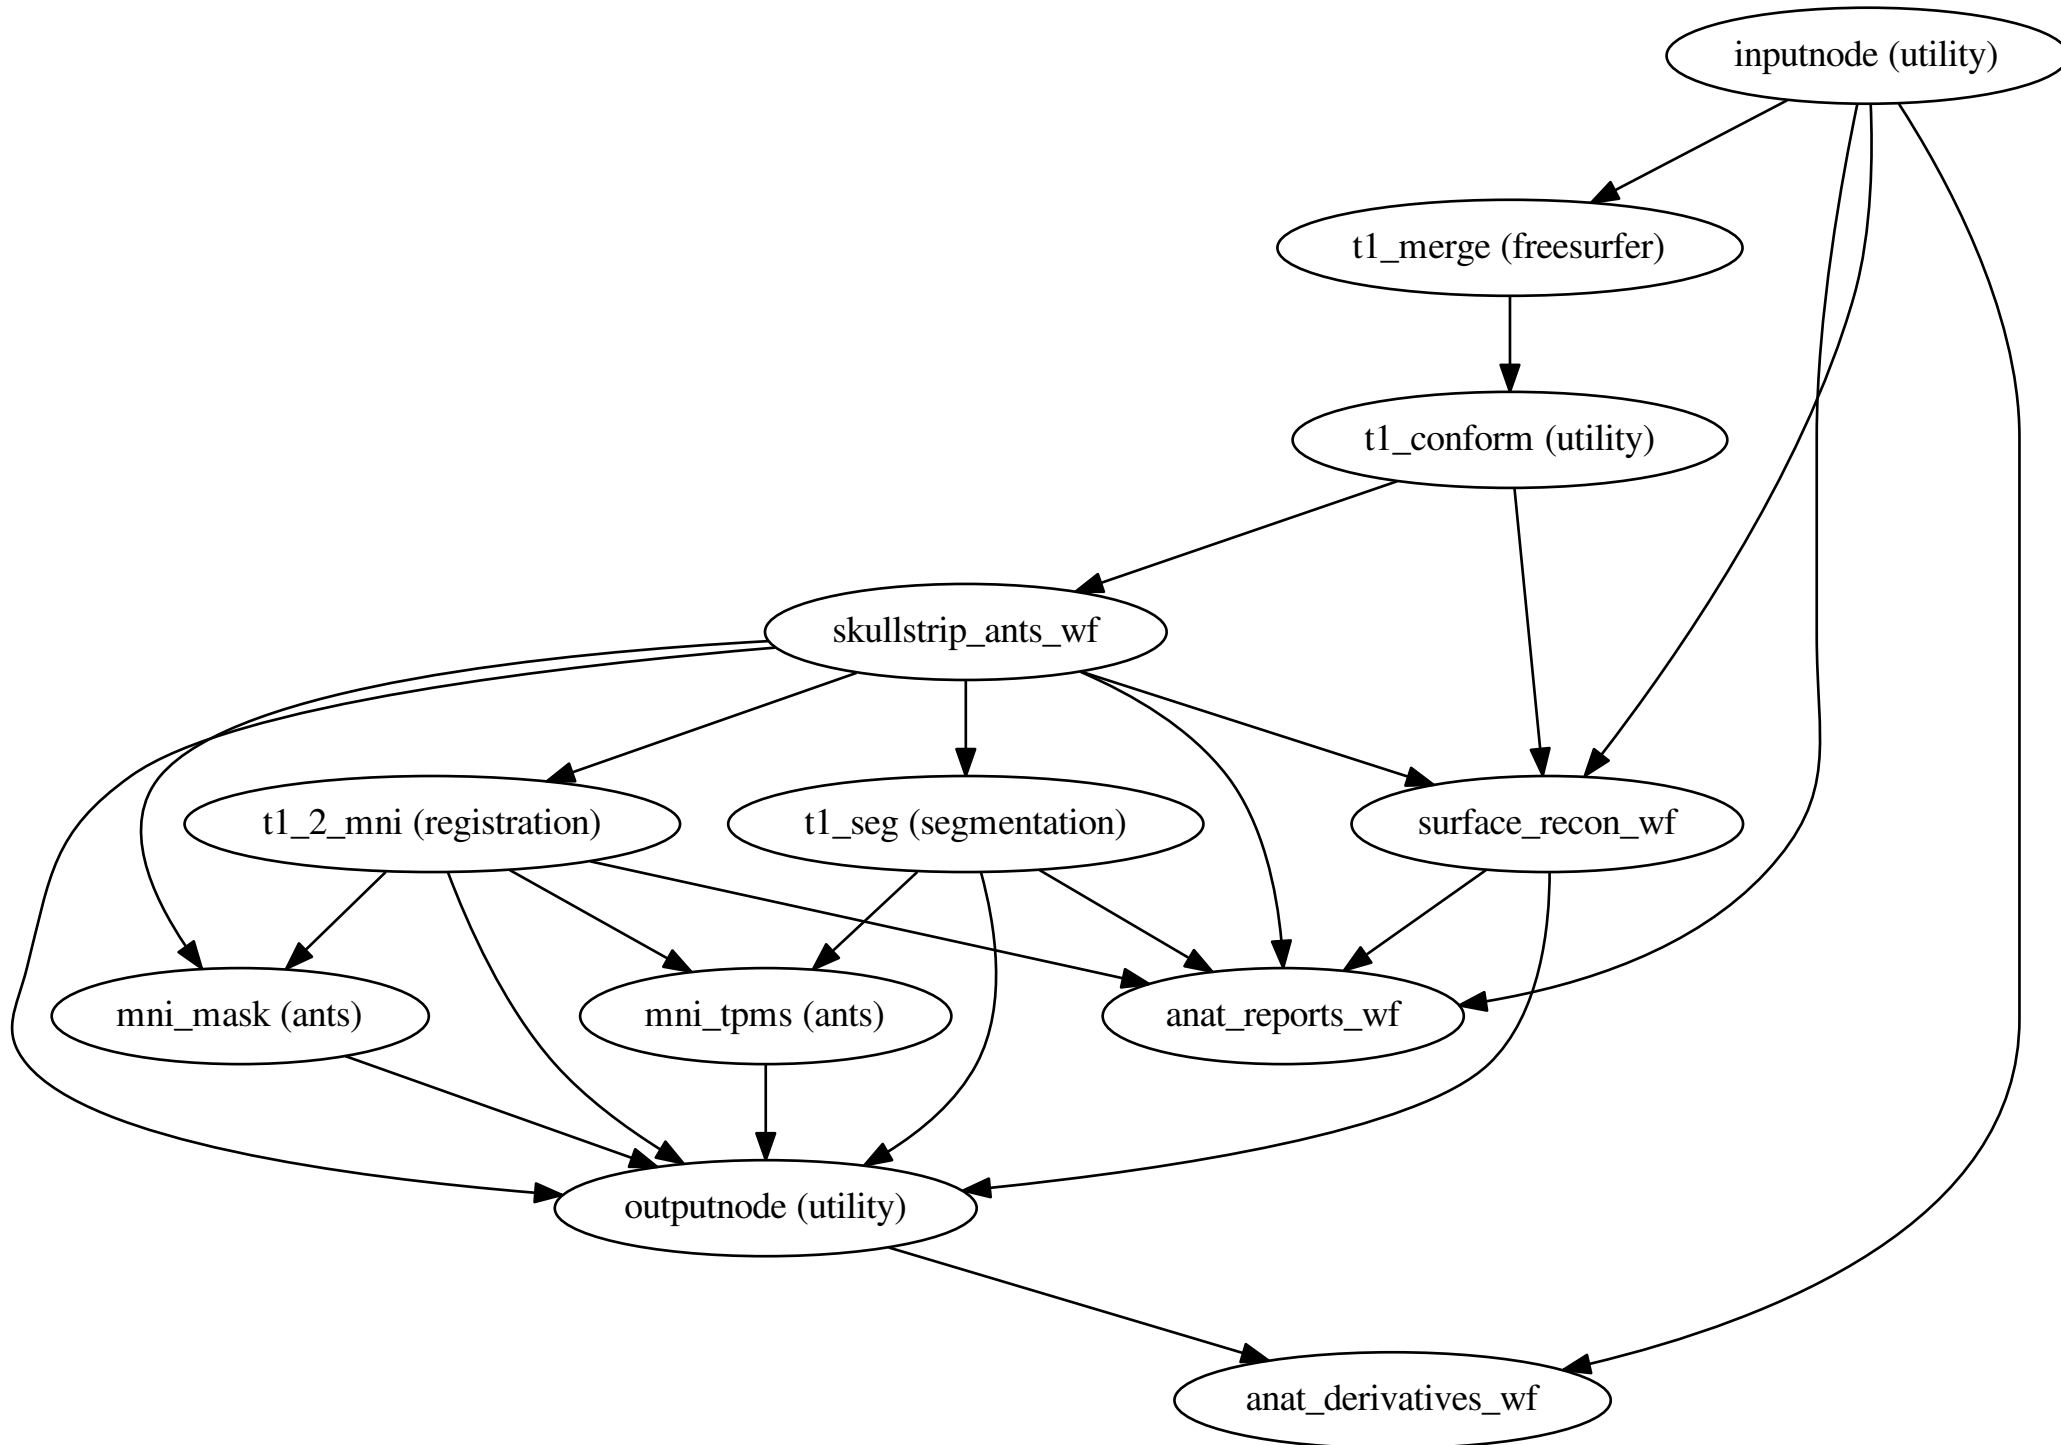 inputnode (utility)
t1_merge (freesurfer)
t1_conform (utility)
skullstrip_ants_wf
t1_2_mni (registration)
t1_seg (segmentation)
surface_recon_wf
mni_mask (ants)
mni_tpms (ants)
anat_reports_wf
outputnode (utility)
anat_derivatives_wf